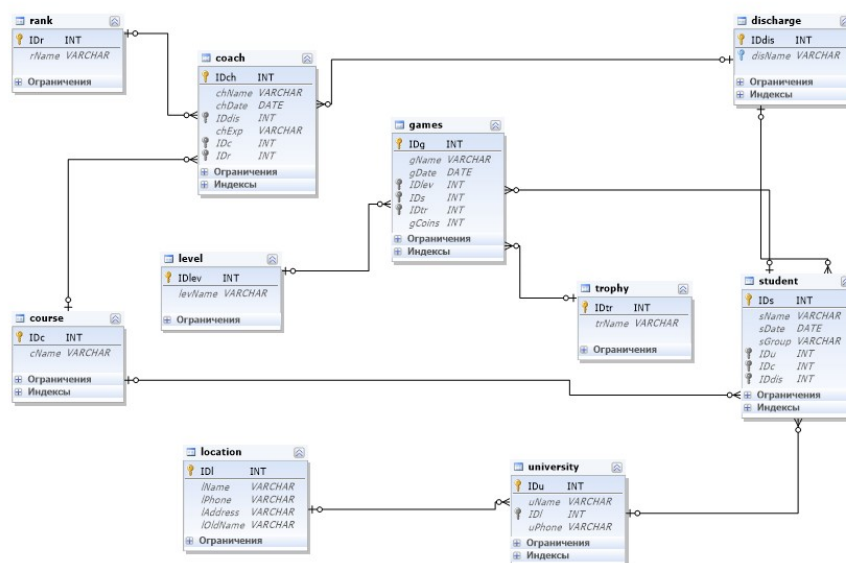 rank
IDr INT
rName VARCHAR
Ограничения
coach
IDch INT
chName VARCHAR
chDate DATE
IDdis INT
chExp VARCHAR
IDc INT
IDr INT
Ограничения
Индексы
discharge
IDdis INT
disName VARCHAR
Ограничения
Индексы
games
IDg INT
gName VARCHAR
gDate DATE
IDlev INT
IDs INT
IDtr INT
gCoins INT
Ограничения
Индексы
level
IDlev INT
levName VARCHAR
Ограничения
trophy
IDtr INT
trName VARCHAR
Ограничения
student
IDs INT
sName VARCHAR
sDate DATE
sGroup VARCHAR
IDu INT
IDc INT
IDdis INT
Ограничения
Индексы
course
IDc INT
cName VARCHAR
Ограничения
Индексы
location
IDl INT
lName VARCHAR
lPhone VARCHAR
lAddress VARCHAR
lOldName VARCHAR
Ограничения
university
IDu INT
uName VARCHAR
IDl INT
uPhone VARCHAR
Ограничения
Индексы